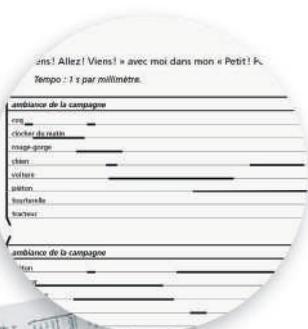 ens! Allez! Viens! » avec moi dans mon « Petit!
Tempo : 1 s par millimètre.
ambiance de la campagne
coq
clocher du matin
rouge-gorge
chien
voiture
piéton
tourterelle
tracteur
ambiance de la campagne